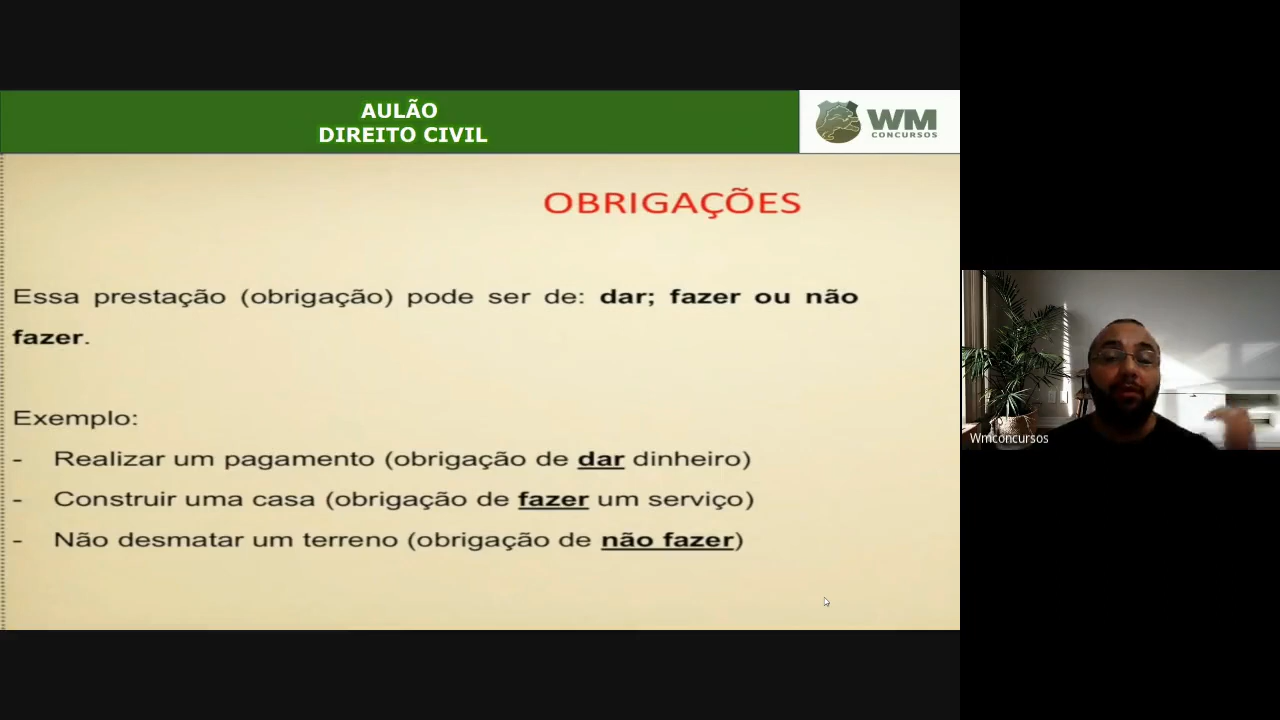 AULÃO
DIREITO CIVIL
WM
CONCURSOS
OBRIGAÇÕES
Essa prestação (obrigação) pode ser de: dar; fazer ou não
fazer.
Exemplo:
- Realizar um pagamento (obrigação de dar dinheiro)
- Construir uma casa (obrigação de fazer um serviço)
- Não desmatar um terreno (obrigação de não fazer)
Wmconcursos